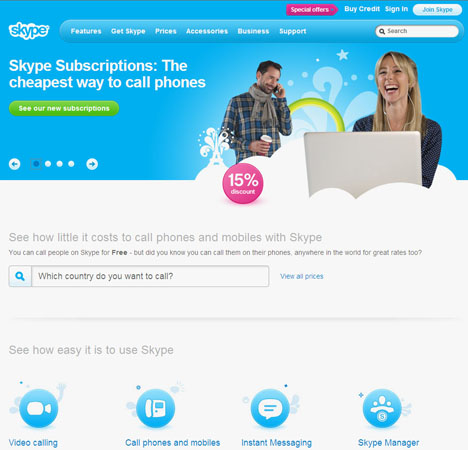 Special offers
Buy Credit
Sign In
Join Skype
skype
Features
Get Skype
Prices
Accessories
Business
Support
Search
Skype Subscriptions: The
cheapest way to call phones
See our new subscriptions
15%
discount
See how little it costs to call phones and mobiles with Skype
You can call people on Skype for Free - but did you know you can call them on their phones, anywhere in the world for great rates too?
Which country do you want to call?
View all prices
See how easy it is to use Skype
Video calling
Call phones and mobiles
Instant Messaging
Skype Manager